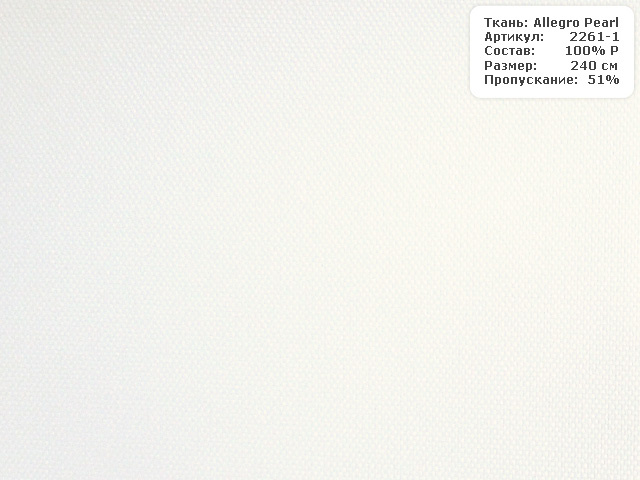 Ткань: Allegro Pearl
Артикул: 2261-1
Состав: 100% P
Размер: 240 см
Пропускание: 51%